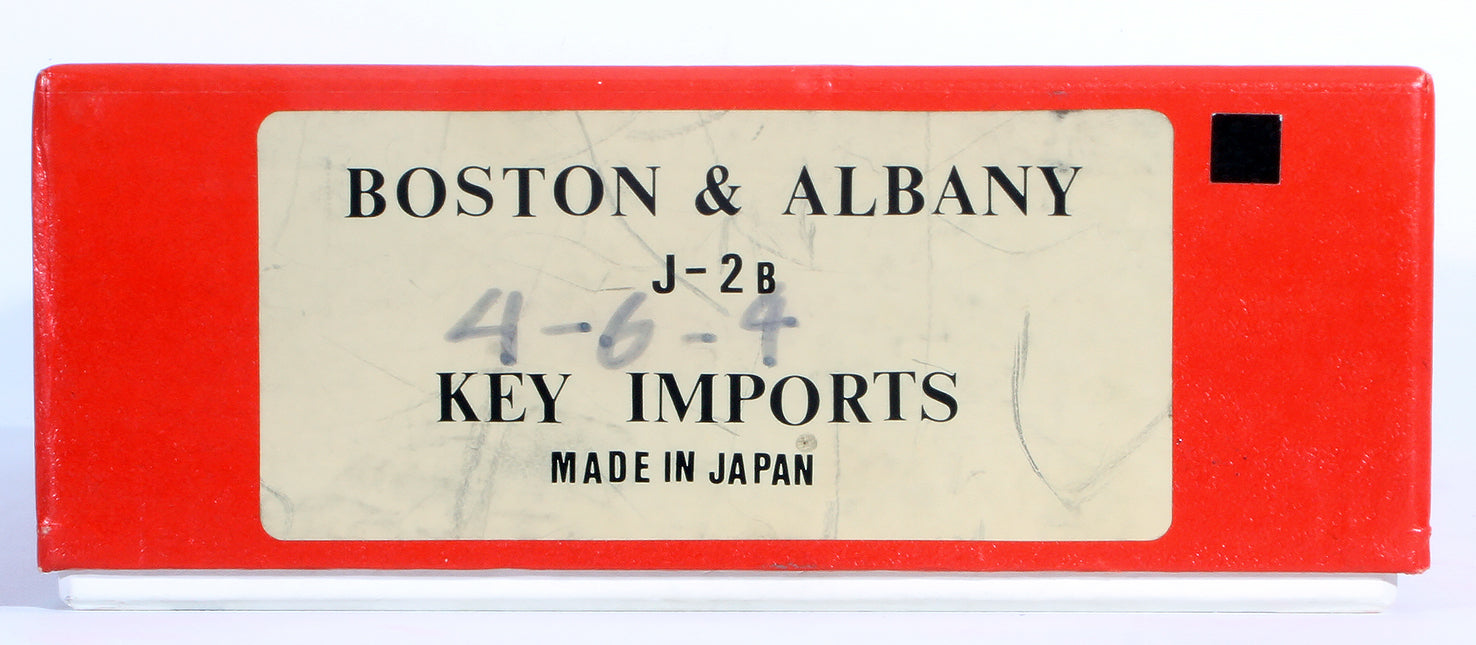 BOSTON & ALBANY
J-2B
4-6-4
KEY IMPORTS
MADE IN JAPAN